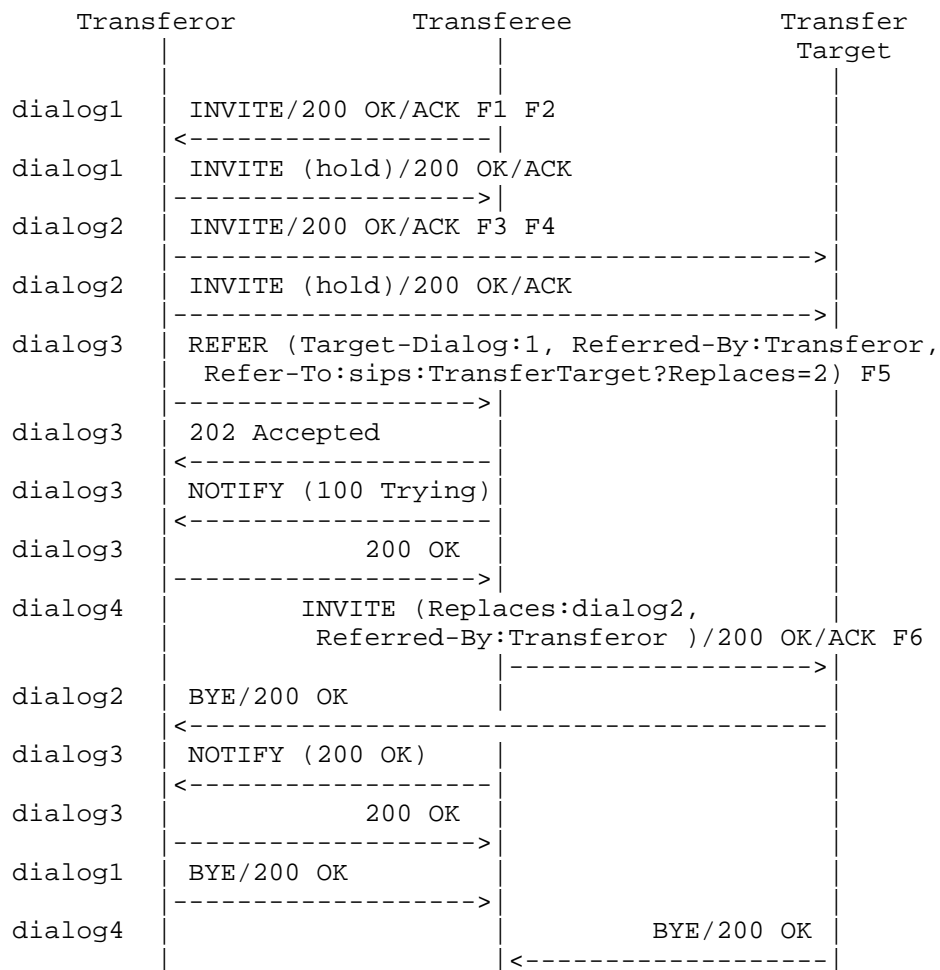 Transferor Transferee Transfer
Target
dialog1 INVITE/200 OK/ACK F1 F2
dialog1 INVITE (hold)/200 OK/ACK
dialog2 INVITE/200 OK/ACK F3 F4
dialog2 INVITE (hold)/200 OK/ACK
dialog3 REFER (Target-Dialog:1, Referred-By:Transferor,
Refer-To:sips:TransferTarget?Replaces=2) F5
dialog3 202 Accepted
dialog3 NOTIFY (100 Trying)
dialog3 200 OK
dialog4 INVITE (Replaces:dialog2,
Referred-By:Transferor )/200 OK/ACK F6
dialog2 BYE/200 OK
dialog3 NOTIFY (200 OK)
dialog3 200 OK
dialog1 BYE/200 OK
dialog4 BYE/200 OK